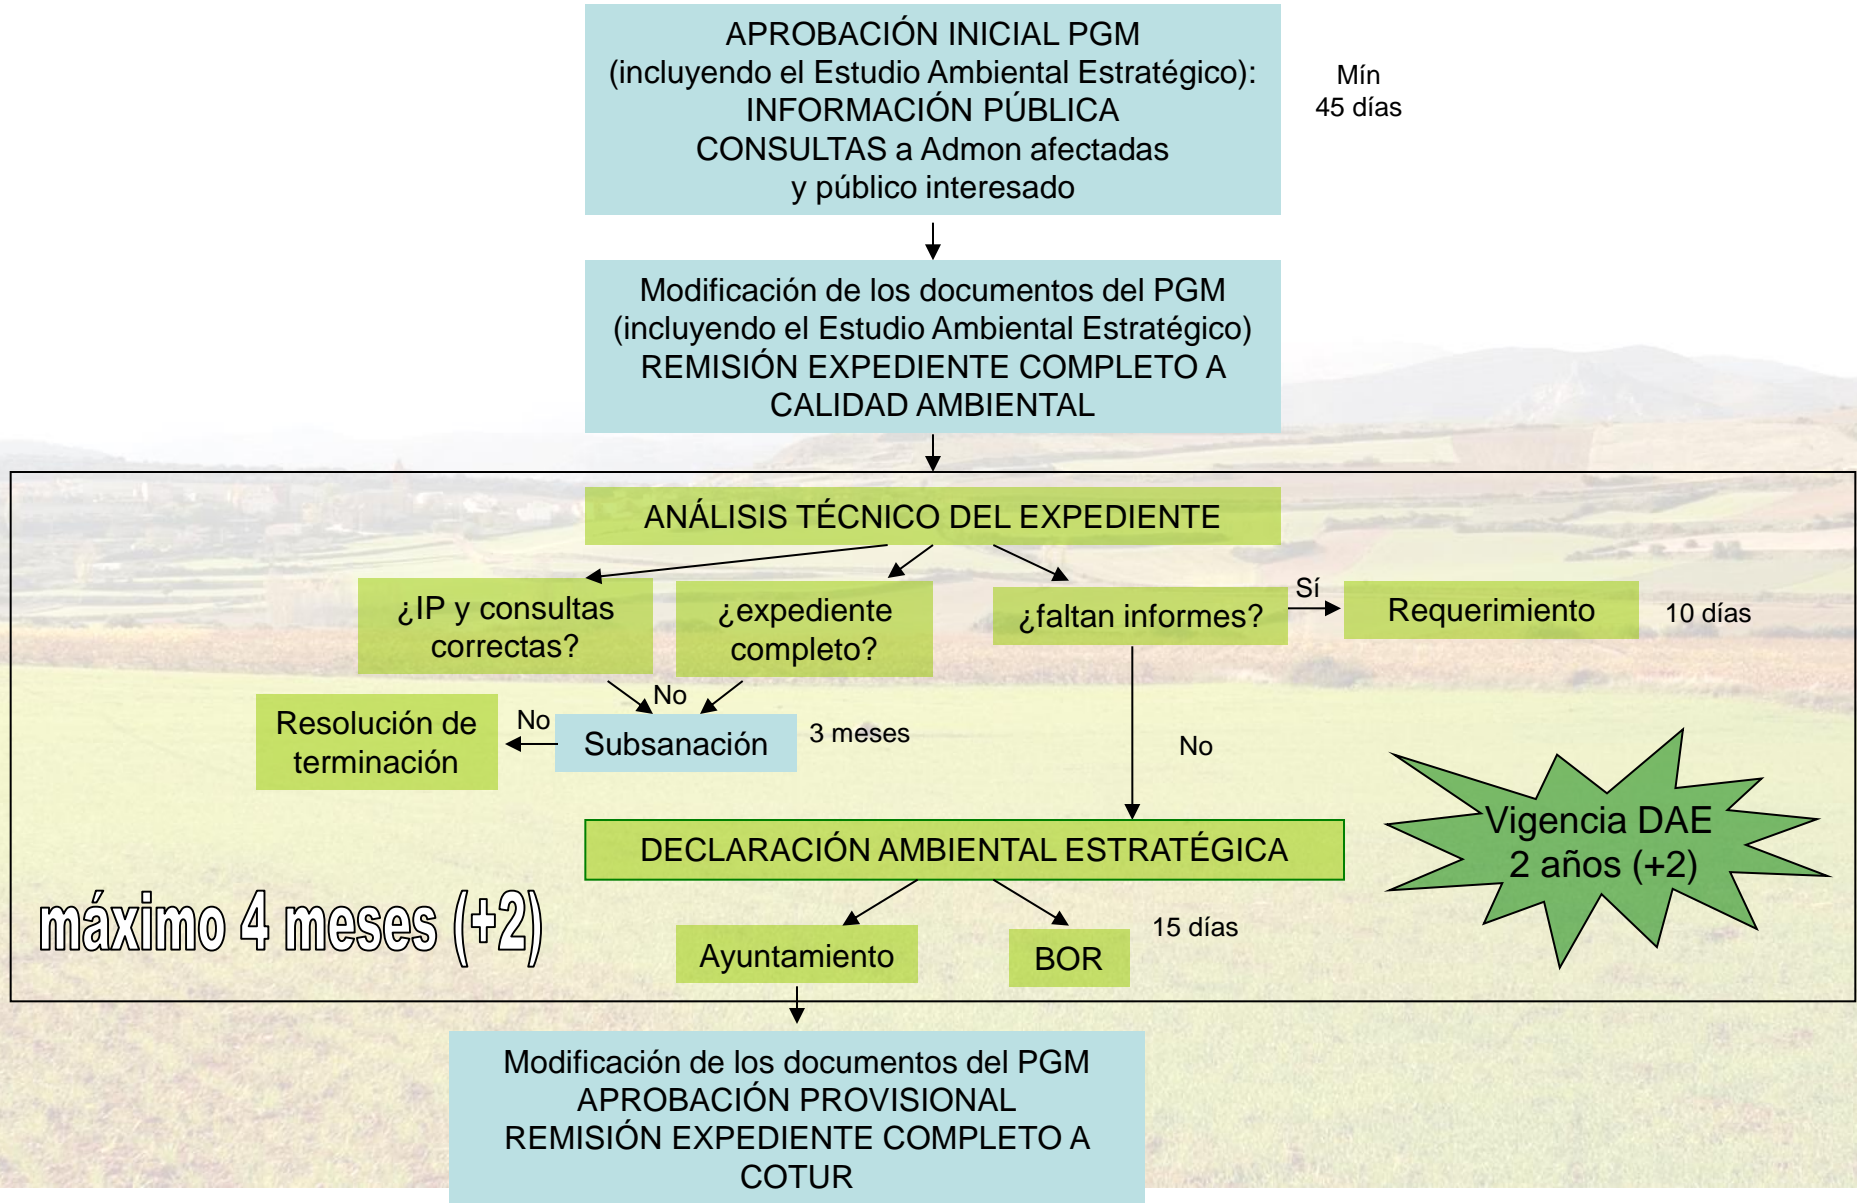 APROBACIÓN INICIAL PGM
(incluyendo el Estudio Ambiental Estratégico):
INFORMACIÓN PÚBLICA
CONSULTAS a Admon afectadas
y público interesado
Mín
45 días
Modificación de los documentos del PGM
(incluyendo el Estudio Ambiental Estratégico)
REMISIÓN EXPEDIENTE COMPLETO A
CALIDAD AMBIENTAL
ANÁLISIS TÉCNICO DEL EXPEDIENTE
¿IP y consultas
correctas?
¿expediente
completo?
¿faltan informes?
Sí
Requerimiento
10 días
No
Resolución de
terminación
No
Subsanación
3 meses
No
Vigencia DAE
2 años (+2)
DECLARACIÓN AMBIENTAL ESTRATÉGICA
máximo 4 meses (+2)
Ayuntamiento
BOR
15 días
Modificación de los documentos del PGM
APROBACIÓN PROVISIONAL
REMISIÓN EXPEDIENTE COMPLETO A
COTUR